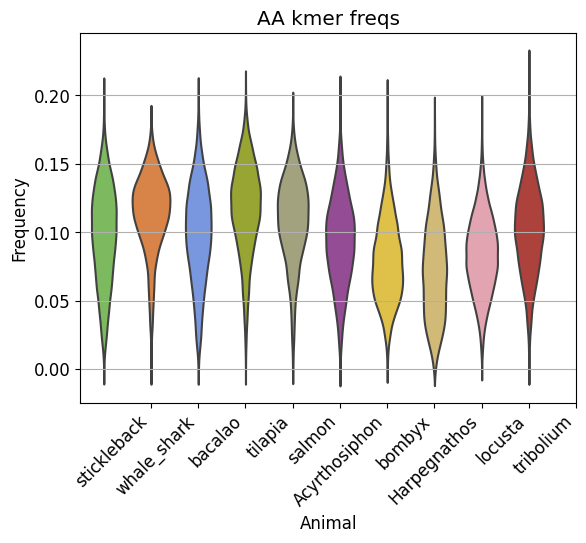 AA kmer freqs
0.20
0.15
0.10
0.05
0.00
Frequency
stickleback
whale_shark
bacalao
tilapia
salmon
Acyrthosiphon
bombyx
Harpegnathos
locusta
tribolium
Animal